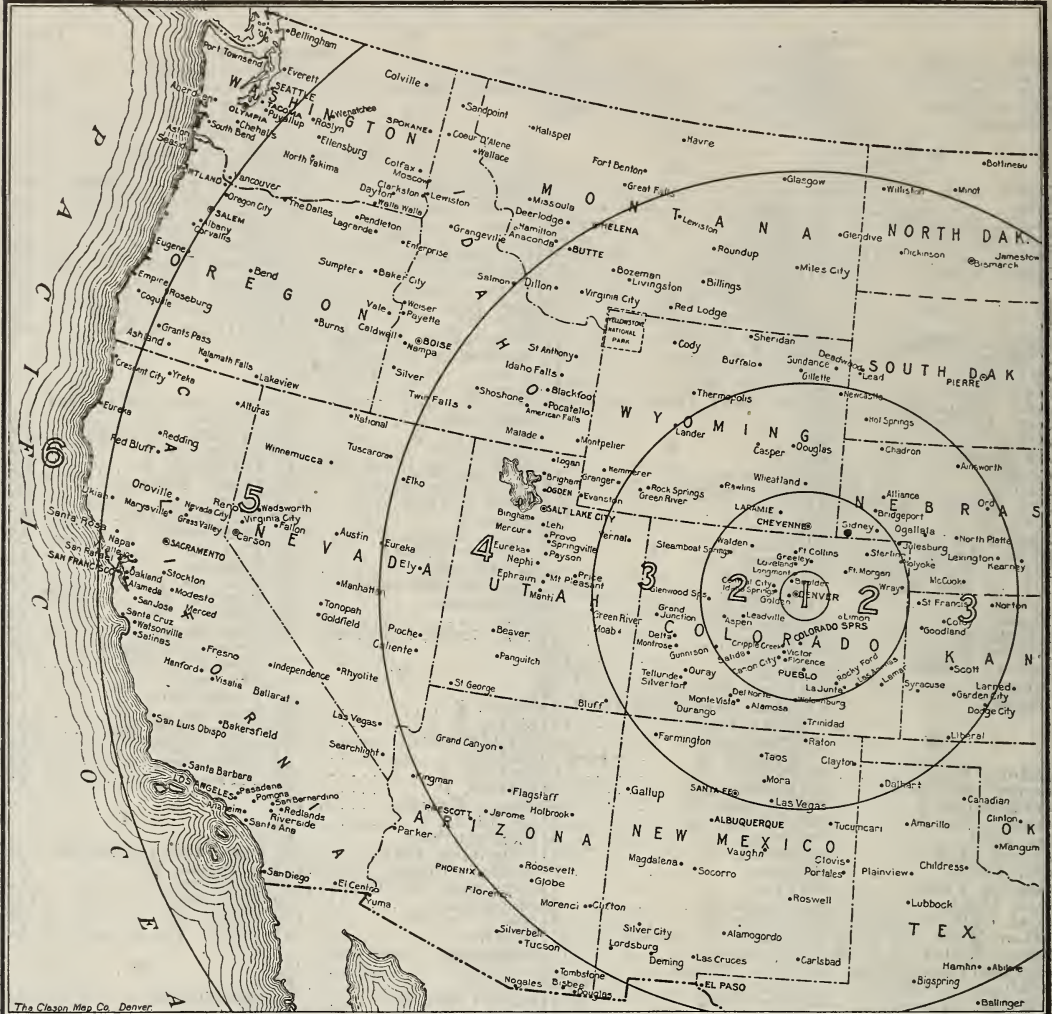 Bellingham
Port Townsend
Everett
SEATTLE
Aberdeen
WASHINGTON
TACOMA
OLYMPIA
Puyallup
Wenatchee
Roslyn
Chehalis
South Bend
Ellensburg
North Yakima
Colville
SPOKANE
Colfax
Moscow
Clarkston
Dayton
Walla Walla
Lewiston
Vancouver
Sandpoint
Coeur D'Alene
Wallace
Kalispel
Havre
Fort Benton
Great Falls
Glasgow
Williston
Minot
Bottineau
MONTANA
Missoula
Deerlodge
Hamilton
Anaconda
HELENA
Lewiston
Glendive
NORTH DAK.
Dickinson
Bismarck
Jamestow
BUTTE
Roundup
Miles City
Bozeman
Livingston
Billings
Dillon
Virginia City
Red Lodge
Oregon City
SALEM
Albany
Corvallis
The Dalles
Lagrande
Pendleton
Enterprise
Grangeville
Eugene
OREGON
Bend
Sumpter
Baker City
Salmon
IDAHO
Empire
Roseburg
Coquille
Burns
Vale
Weiser
Payette
Caldwell
BOISE
Nampa
Grants Pass
Ashland
Kalamath Falls
Lakeview
Silver
Twin Falls
St Anthony
Idaho Falls
Shoshone
Blackfoot
Pocatello
American Falls
Malade
Montpelier
YELLOWSTONE
NATIONAL
PARK
Cody
Sheridan
Buffalo
Sundance
Gillette
Deadwood
Lead
SOUTH DAK
PIERRE
Newcastle
Hot Springs
WYOMING
Thermopolis
Lander
Casper
Douglas
Chadron
Ainsworth
Kemmerer
Granger
Rock Springs
Green River
Rawlins
Wheatland
LARAMIE
CHEYENNE
NEBRAS
Alliance
Bridgeport
Ord
Sidney
Ogallala
North Platte
Julesburg
Lexington
Kearney
Holyoke
McCook
Crescent City
Yreka
Eureka
Alturas
National
Redding
Red Bluff
Winnemucca
Tuscarora
Elko
6
5
Ukiah
Oroville
Marysville
Nevada City
Grass Valley
Reno
Wadsworth
Virginia City
Fallon
Carson
NEVADA
Austin
Eureka
Ely
Santa Rosa
Napa
Vallejo
San Rafael
SAN FRANCISCO
SACRAMENTO
Oakland
Alameda
Stockton
Modesto
San Jose
Merced
Santa Cruz
Watsonville
Salinas
Manhattan
Tonopah
Goldfield
Pioche
Caliente
CALIFORNIA
Fresno
Hanford
Visalia
Independence
Rhyolite
Ballarat
San Luis Obispo
Bakersfield
Las Vegas
Searchlight
Santa Barbara
LOS ANGELES
Pasadena
Pomona
San Bernardino
Redlands
Riverside
Anaheim
Santa Ana
San Diego
El Centro
Yuma
PACIFIC OCEA
Logan
Brigham
OGDEN
Evanston
SALT LAKE CITY
Bingham
Mercur
Lehi
Provo
Springville
Payson
Vernal
4
Eureka
Nephi
Ephraim
Mt Pleasant
Manti
Price
UTAH
Green River
Moab
Beaver
Panguitch
St George
Bluff
3
2
1
2
3
Steamboat Springs
Walden
Ft Collins
Greeley
Loveland
Longmont
Sterling
Ft. Morgan
Wray
Central City
Boulder
DENVER
Golden
Idaho Springs
Glenwood Sps
Grand
Junction
Aspen
Leadville
Limon
COLORADO
COLORADO SPRS
Delta
Montrose
Gunnison
Cripple Creek
Victor
Salida
Canon City
Florence
PUEBLO
Rocky Ford
Las Animas
Lamar
La Junta
Telluride
Silverton
Ouray
Monte Vista
Del Norte
Alamosa
Durango
Walsenburg
Trinidad
St Francis
Norton
Colby
Goodland
KAN
Scott
Syracuse
Garden City
Larned
Dodge City
Liberal
Grand Canyon
Kingman
Flagstaff
PRESCOTT
Jerome
Holbrook
Parker
ARIZONA
PHOENIX
Roosevelt
Globe
Florence
Morenci
Clifton
Silverbell
Tucson
Tombstone
Nogales
Bisbee
Douglas
Farmington
Raton
Taos
Clayton
Mora
Gallup
SANTA FE
Las Vegas
ALBUQUERQUE
Tucumcari
NEW MEXICO
Vaughn
Magdalena
Socorro
Clovis
Portales
Roswell
Silver City
Lordsburg
Alamogordo
Deming
Las Cruces
Carlsbad
EL PASO
Dalhart
Canadian
Clinton
OK
Amarillo
Mangum
Plainview
Childress
Lubbock
TEX.
Hamlin
Abilene
Bigspring
Ballinger
The Clason Map Co. Denver.